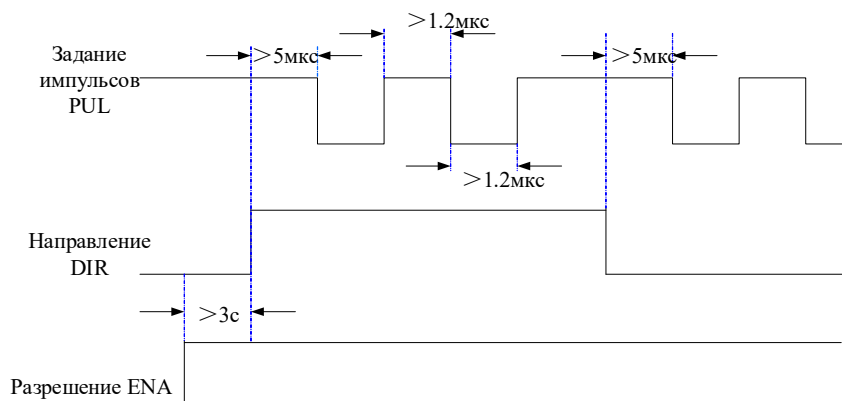 >1.2мкс
Задание
импульсов
PUL
>5мкс
>5мкс
>1.2мкс
Направление
DIR
>3с
Разрешение ENA